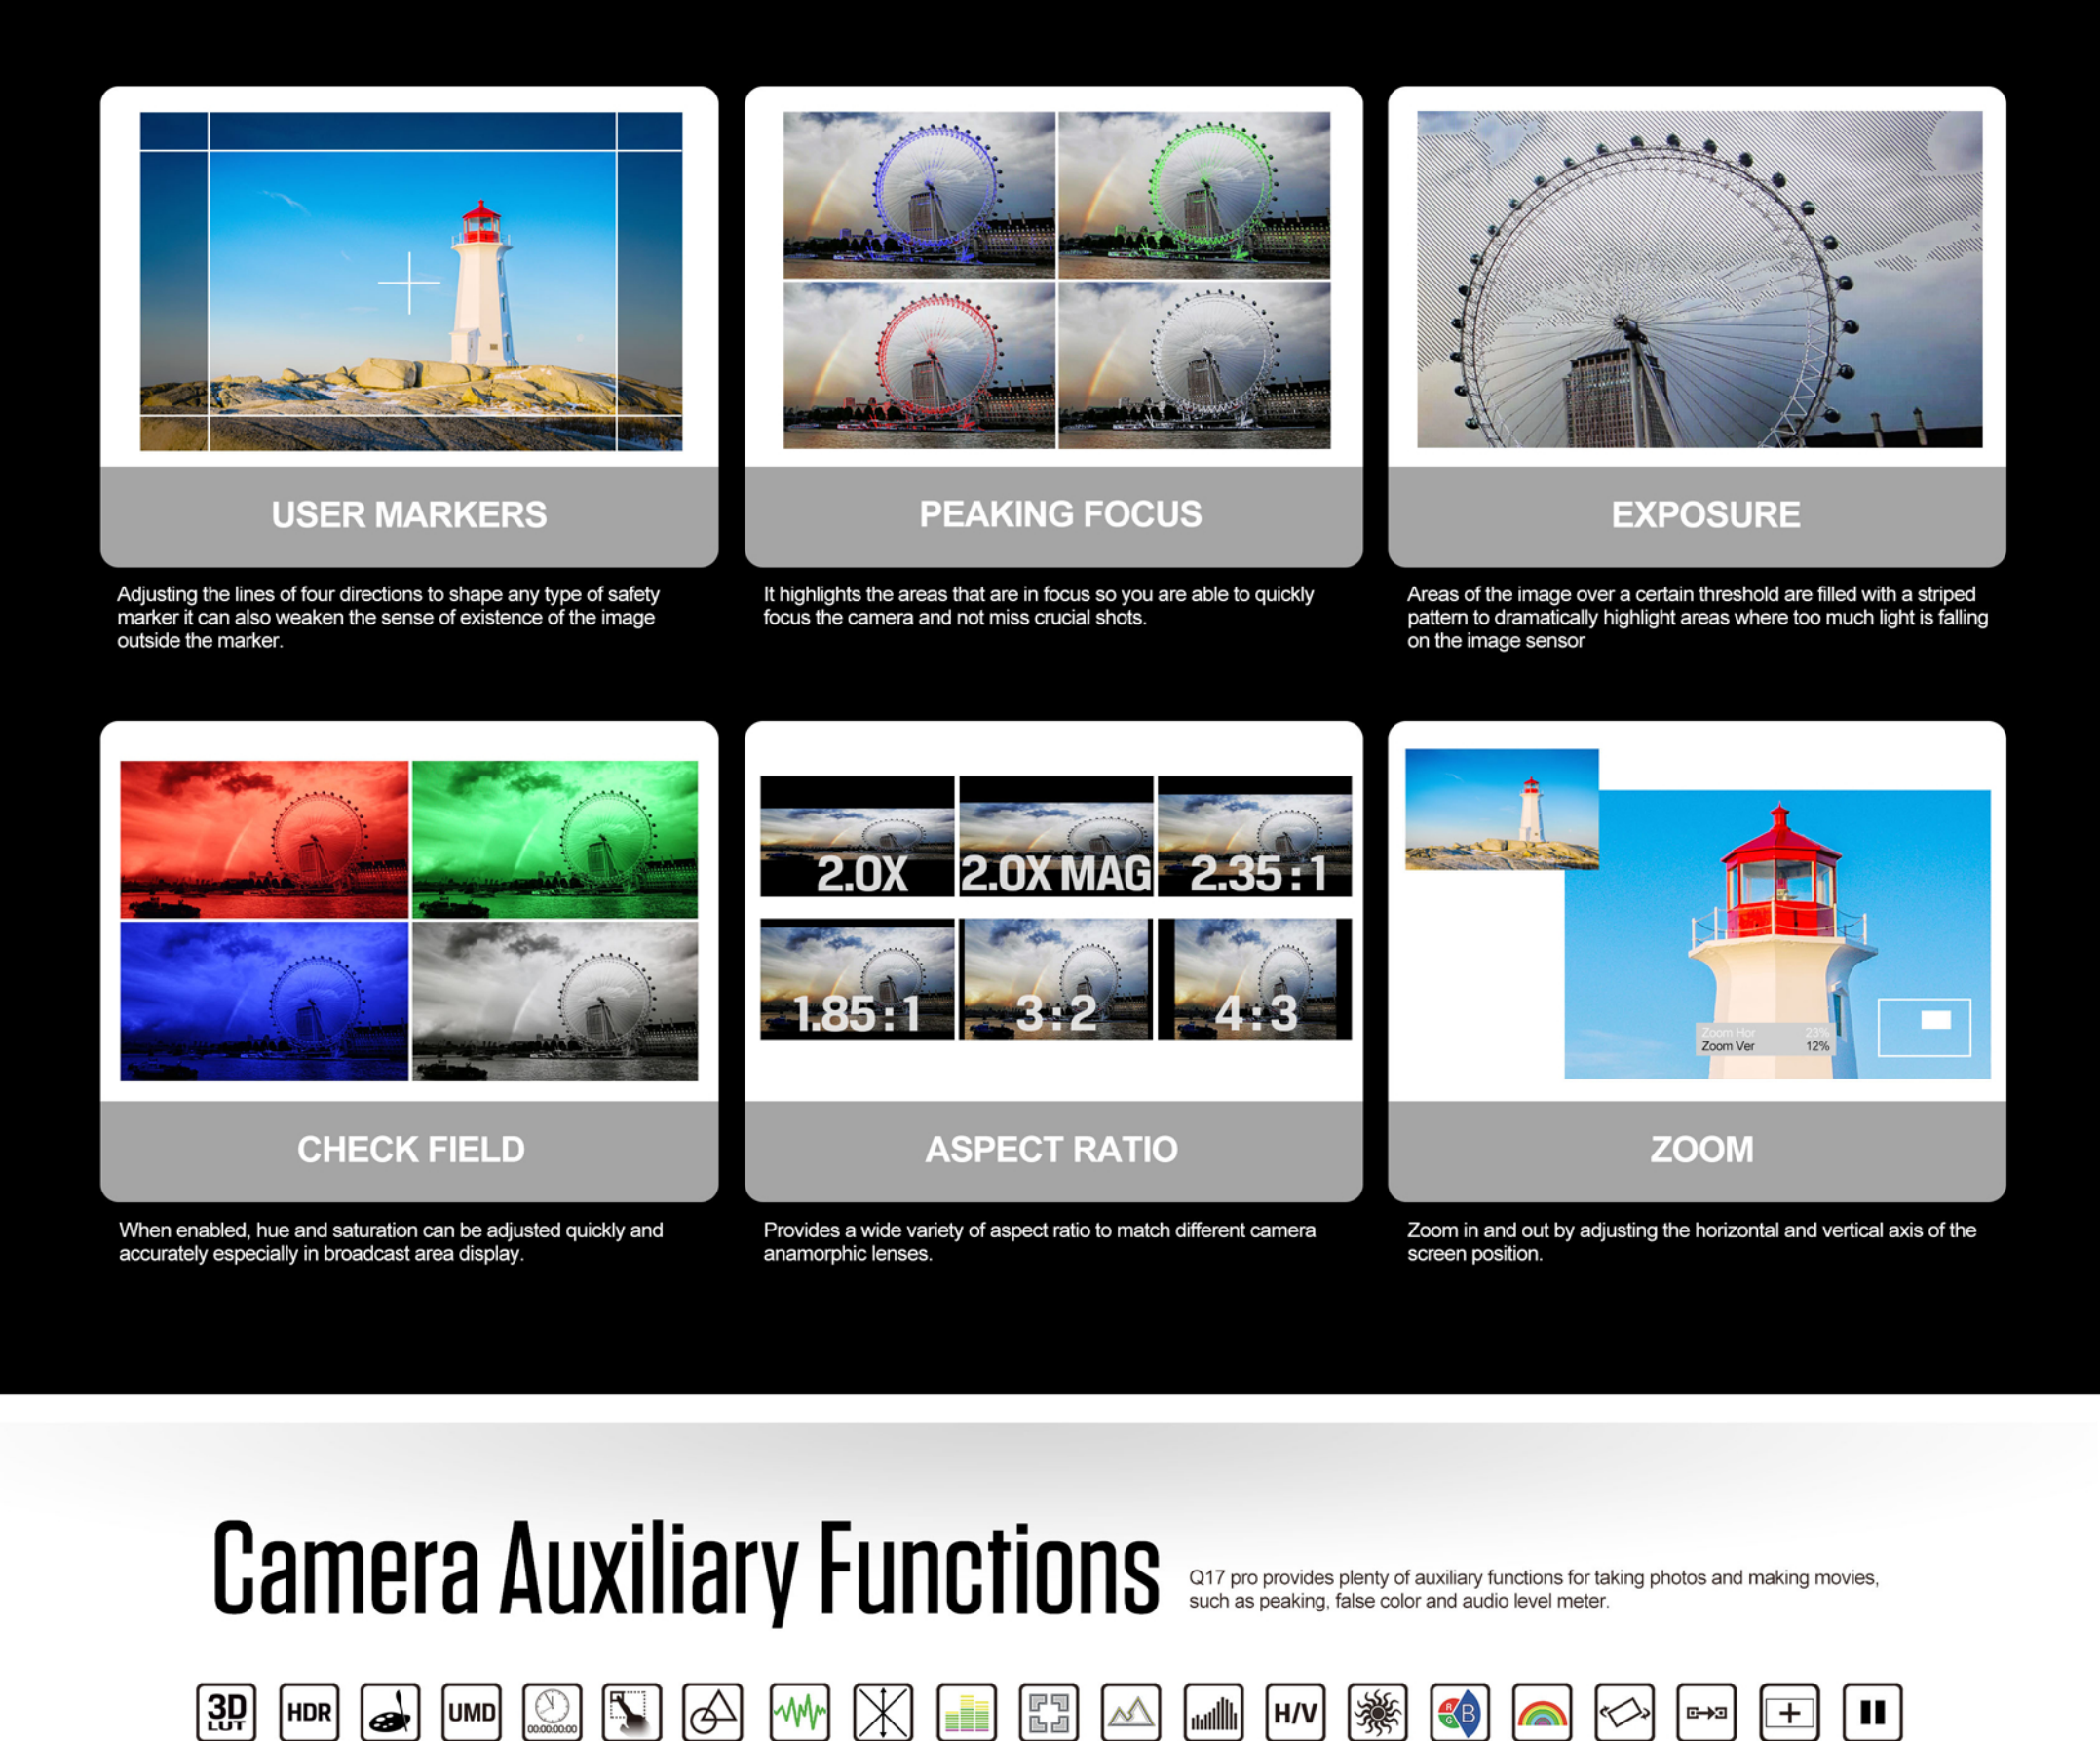 USER MARKERS
PEAKING FOCUS
EXPOSURE
Adjusting the lines of four directions to shape any type of safety
marker it can also weaken the sense of existence of the image
outside the marker.
It highlights the areas that are in focus so you are able to quickly
focus the camera and not miss crucial shots.
Areas of the image over a certain threshold are filled with a striped
pattern to dramatically highlight areas where too much light is falling
on the image sensor
2.0X
2.0X MAG
2.35:1
1.85:1
3:2
4:3
Zoom Hor 23%
Zoom Ver 12%
CHECK FIELD
ASPECT RATIO
ZOOM
When enabled, hue and saturation can be adjusted quickly and
accurately especially in broadcast area display.
Provides a wide variety of aspect ratio to match different camera
anamorphic lenses.
Zoom in and out by adjusting the horizontal and vertical axis of the
screen position.
Camera Auxiliary Functions
Q17 pro provides plenty of auxiliary functions for taking photos and making movies,
such as peaking, false color and audio level meter.
3D
LUT
HDR
UMD
00:00:00:00
H/V
R
G
B